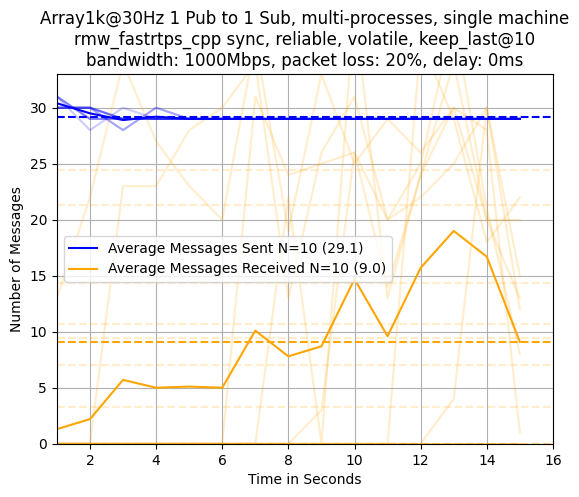 Array1k@30Hz 1 Pub to 1 Sub, multi-processes, single machine
rmw_fastrtps_cpp sync, reliable, volatile, keep_last@10
bandwidth: 1000Mbps, packet loss: 20%, delay: 0ms
Number of Messages
30
25
20
15
10
5
0
Average Messages Sent N=10 (29.1)
Average Messages Received N=10 (9.0)
2 4 6 8 10 12 14 16
Time in Seconds